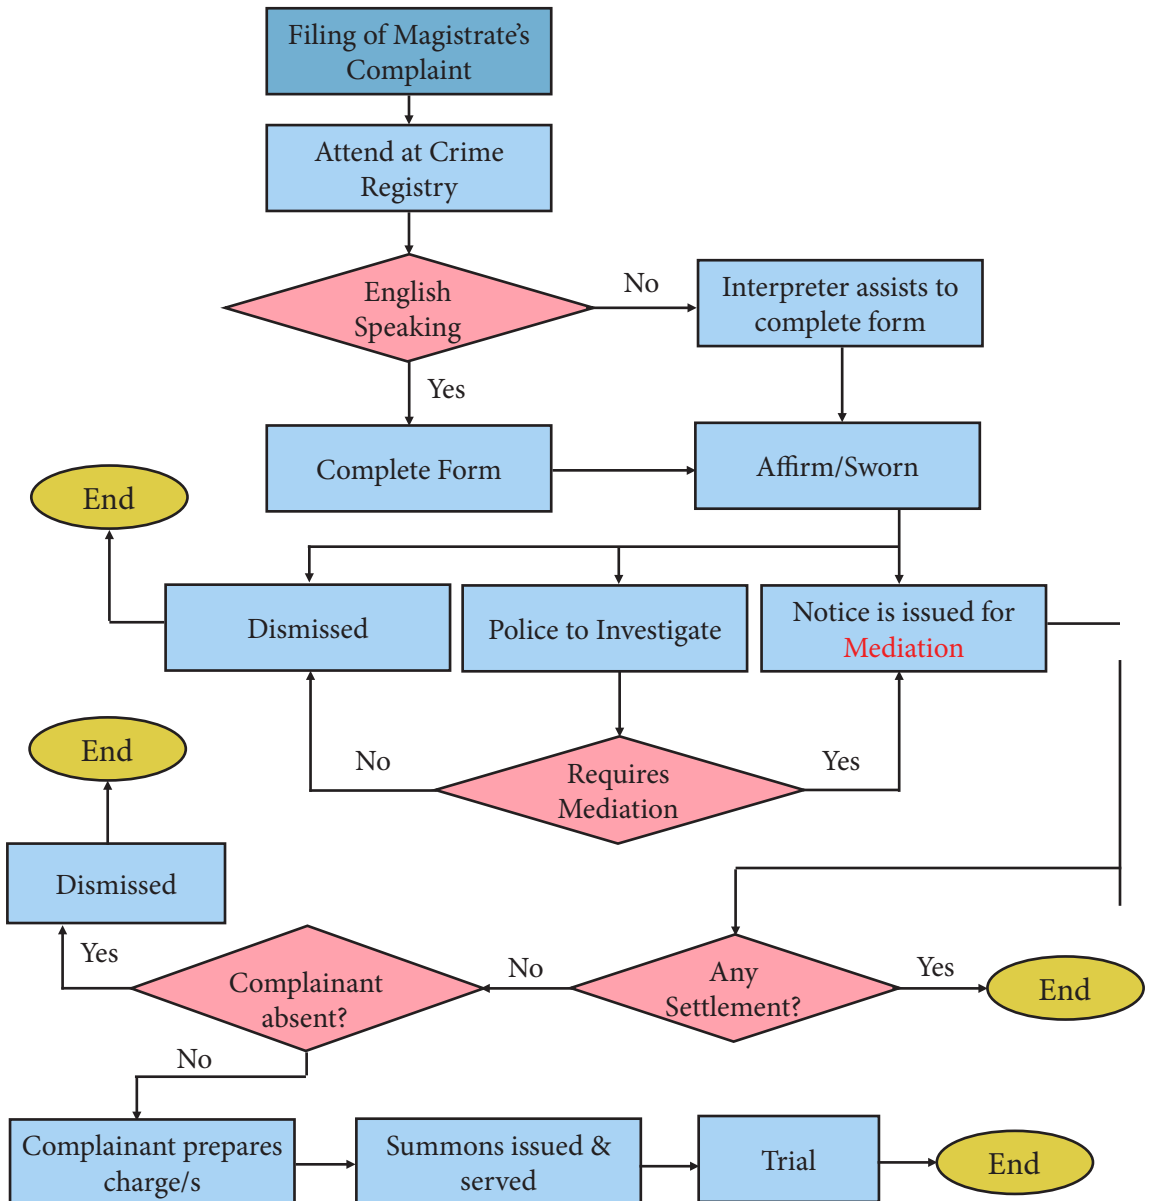 Filing of Magistrate's
Complaint
Attend at Crime
Registry
English
Speaking
No
Interpreter assists to
complete form
Yes
Complete Form
Affirm/Sworn
End
Dismissed
Police to Investigate
Notice is issued for
Mediation
No
Requires
Mediation
Yes
End
Dismissed
Yes
Complainant
absent?
No
Any
Settlement?
Yes
End
No
Complainant prepares
charge/s
Summons issued &
served
Trial
End